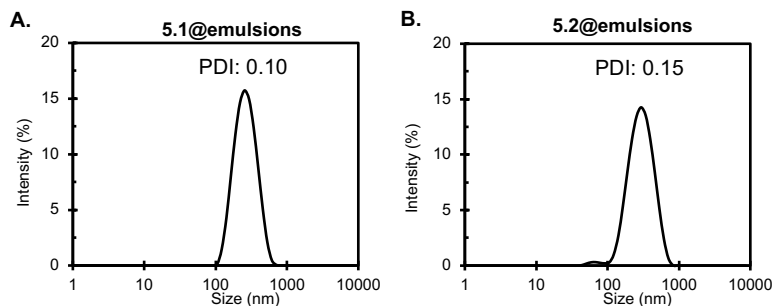 A.
5.1@emulsions
PDI: 0.10
20
15
10
5
0
Intensity (%)
1 10 100 1000 10000
Size (nm)
B.
5.2@emulsions
PDI: 0.15
20
15
10
5
0
Intensity (%)
1 10 100 1000 10000
Size (nm)